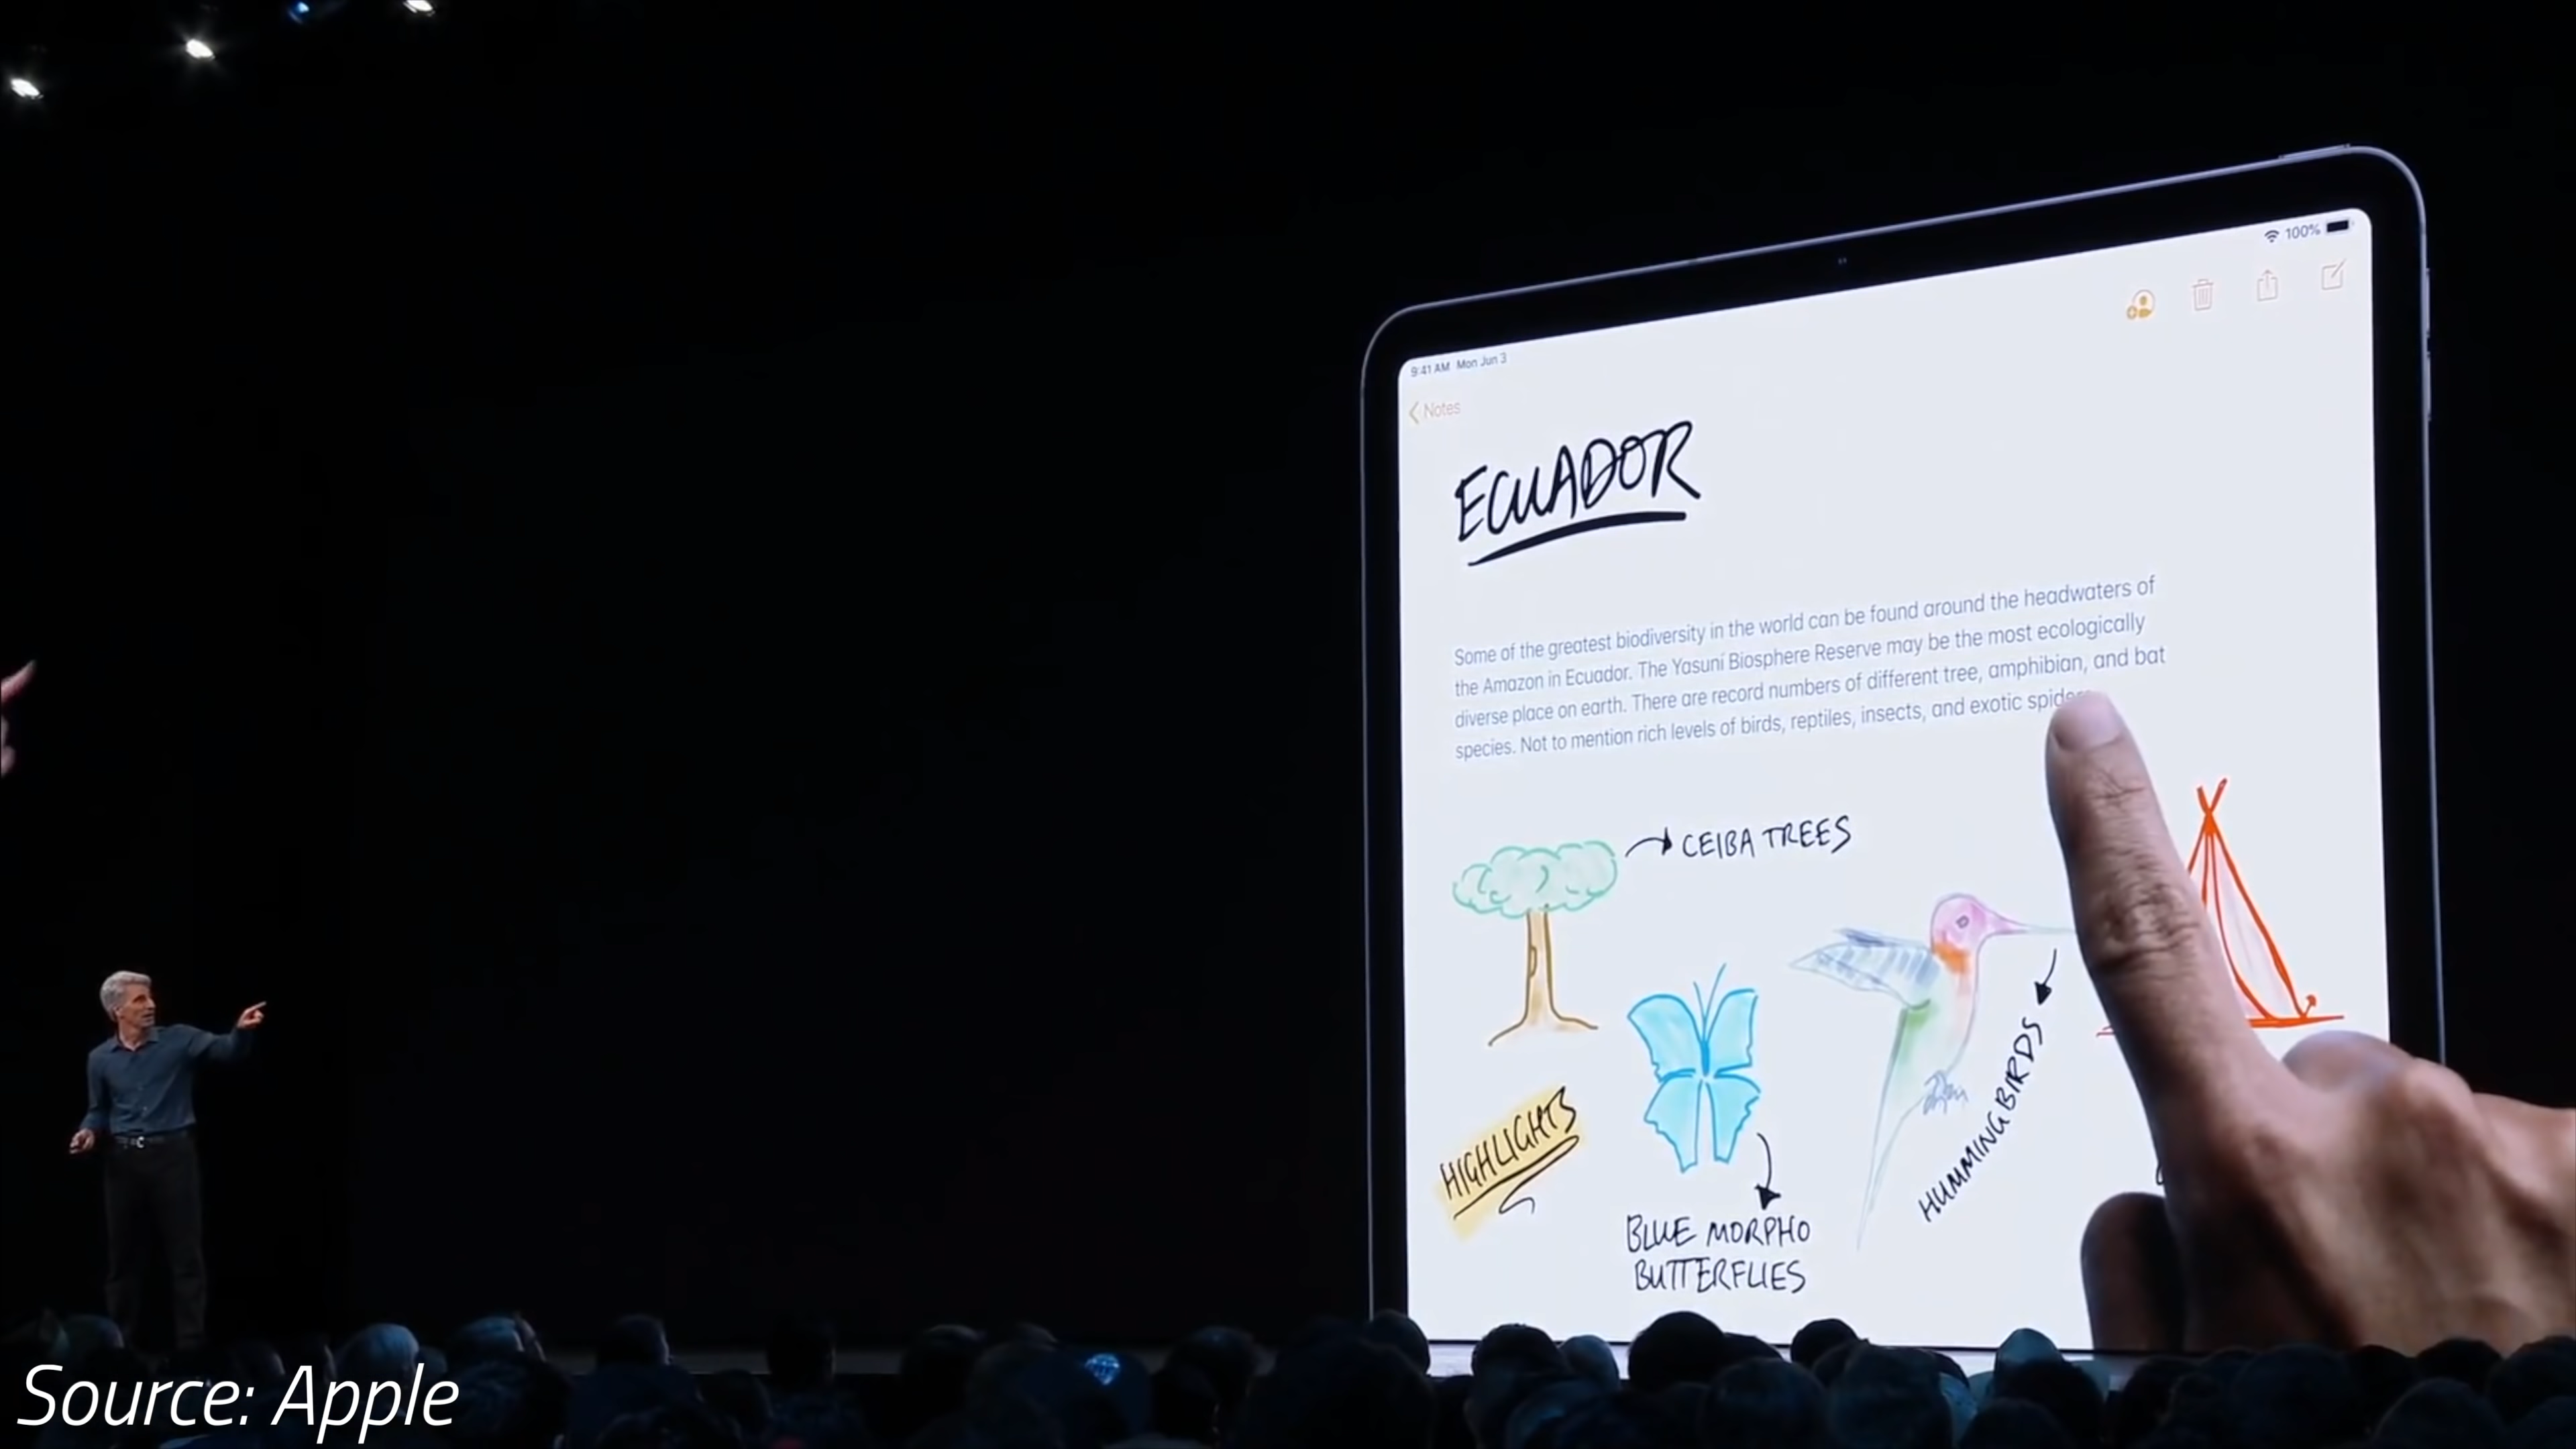 100%
9:41 AM Mon Jun 3
Notes
ECUADOR
Some of the greatest biodiversity in the world can be found around the headwaters of
the Amazon in Ecuador. The Yasuní Biosphere Reserve may be the most ecologically
diverse place on earth. There are record numbers of different tree, amphibian, and bat
species. Not to mention rich levels of birds, reptiles, insects, and exotic
CEIBA TREES
HUMMINGBIRDS
HIGHLIGHTS
BLUE MORPHO
BUTTERFLIES
Source: Apple